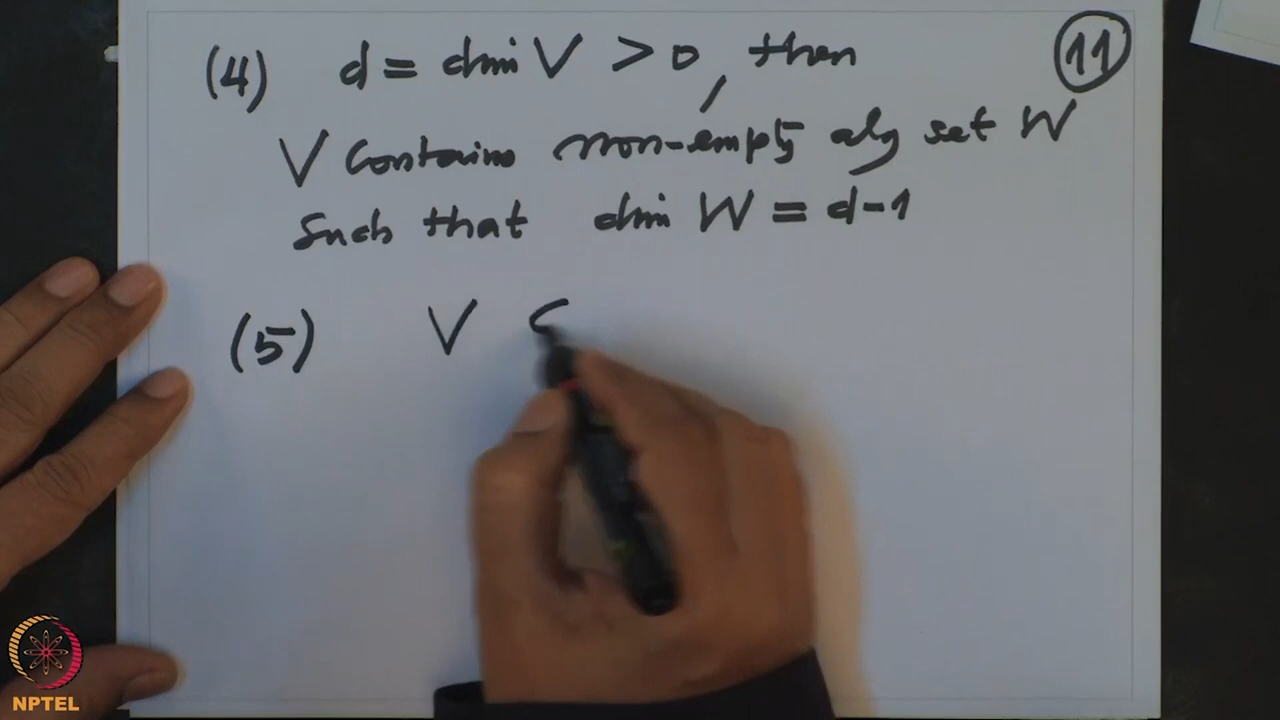 (4) d = dim V > 0, then
11
V contains non-empty alg set W
such that dim W = d-1
(5) V
NPTEL